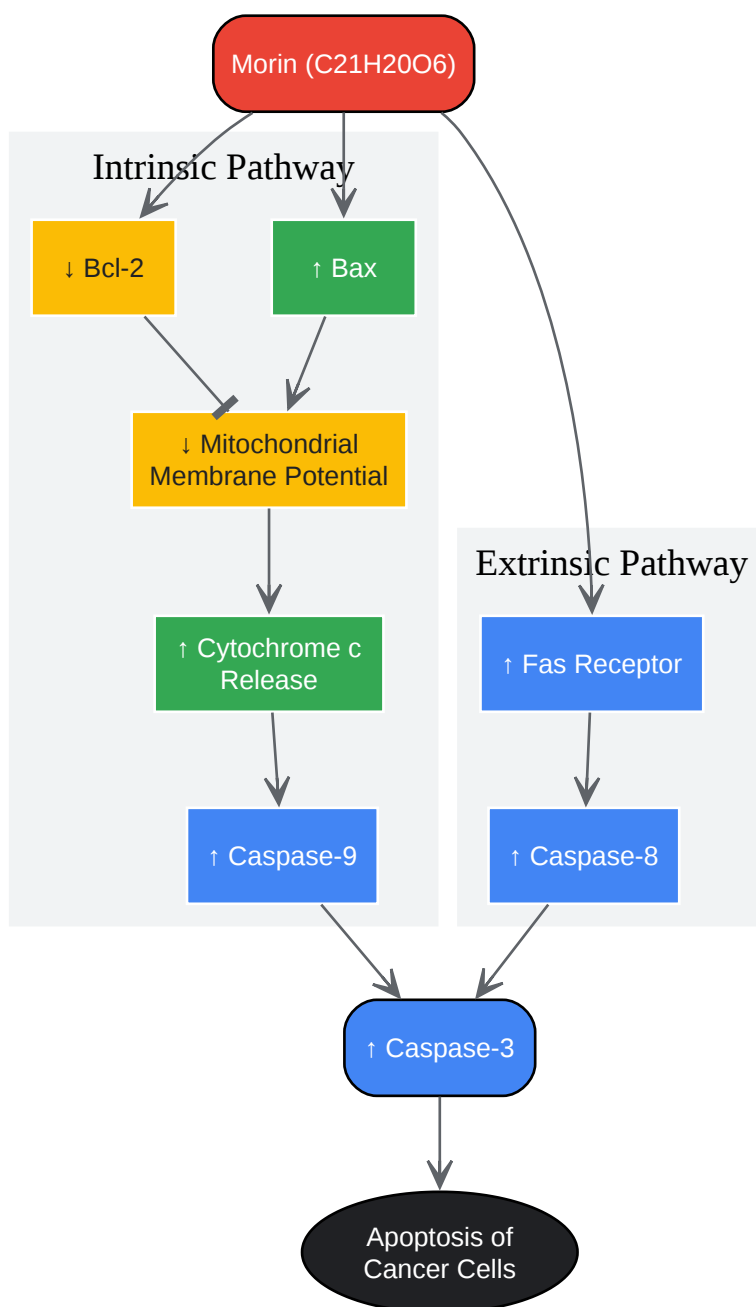 Morin (C21H20O6)
Intrinsic Pathway
↓ Bcl-2
↑ Bax
↓ Mitochondrial
Membrane Potential
↑ Cytochrome c
Release
↑ Caspase-9
Extrinsic Pathway
↑ Fas Receptor
↑ Caspase-8
↑ Caspase-3
Apoptosis of
Cancer Cells